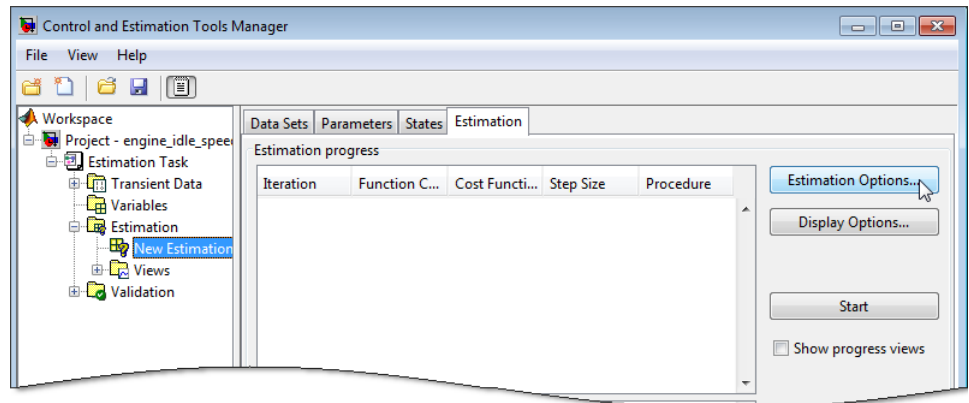 Control and Estimation Tools Manager
File View Help
Workspace
Project - engine_idle_spee
Estimation Task
Transient Data
Variables
Estimation
New Estimation
Views
Validation
Data Sets Parameters States Estimation
Estimation progress
Iteration Function C... Cost Functi... Step Size Procedure
Estimation Options...
Display Options...
Start
Show progress views